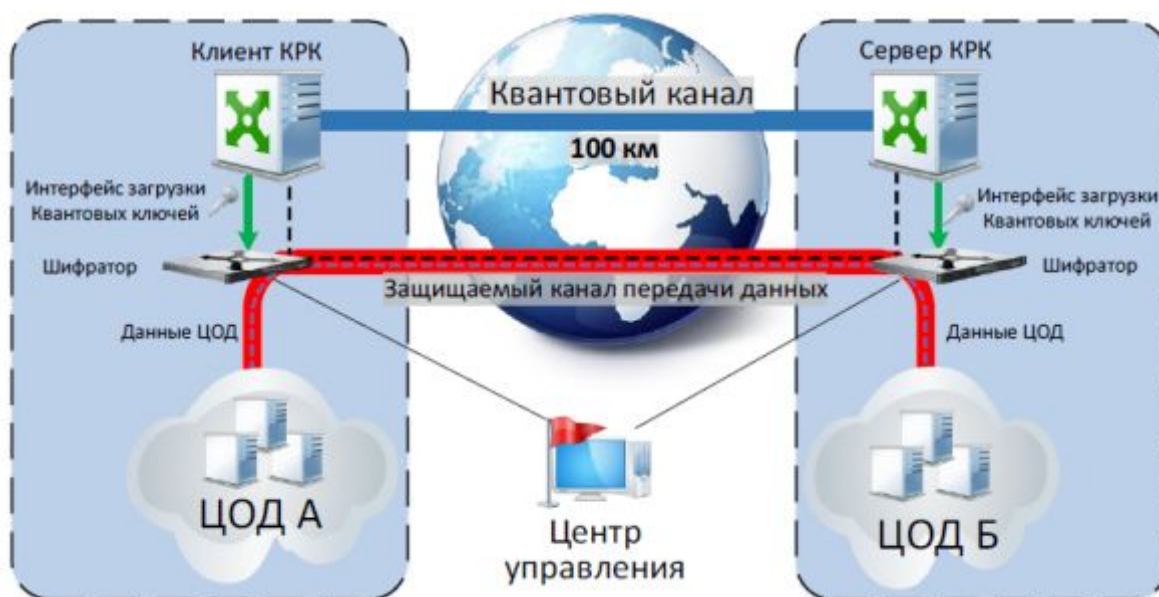 Клиент КРК
Сервер КРК
Квантовый канал
100 км
Интерфейс загрузки
Квантовых ключей
Интерфейс загрузки
Квантовых ключей
Шифратор
Шифратор
Защищаемый канал передачи данных
Данные ЦОД
Данные ЦОД
ЦОД А
ЦОД Б
Центр
управления